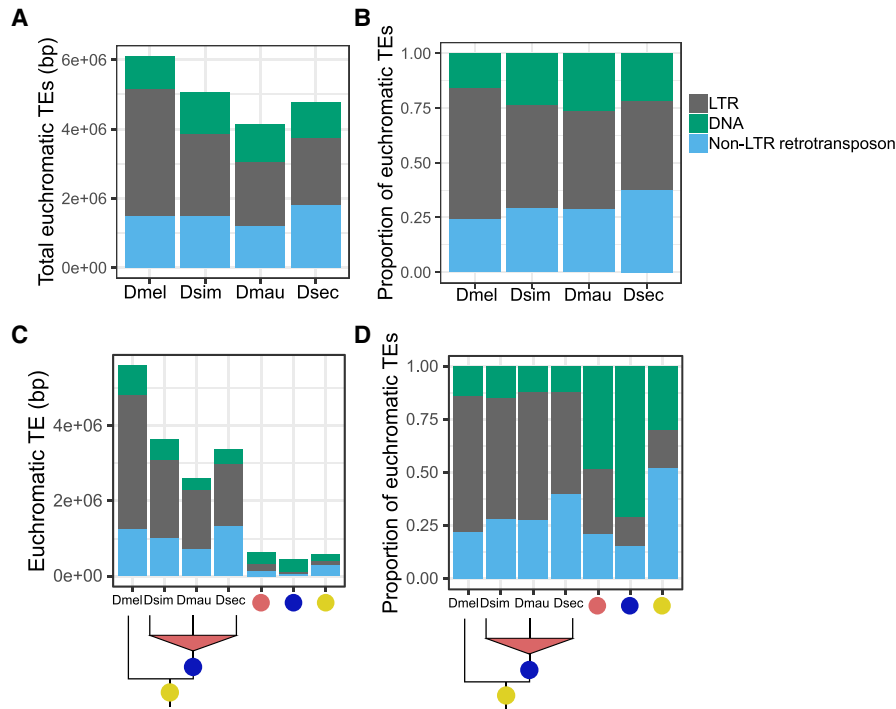 A
Total euchromatic TEs (bp)
6e+06
4e+06
2e+06
0e+00
Dmel Dsim Dmau Dsec
B
Proportion of euchromatic TEs
1.00
0.75
0.50
0.25
0.00
Dmel Dsim Dmau Dsec
LTR
DNA
Non-LTR retrotransposon
C
Euchromatic TE (bp)
4e+06
2e+06
0e+00
Dmel Dsim Dmau Dsec
D
Proportion of euchromatic TEs
1.00
0.75
0.50
0.25
0.00
Dmel Dsim Dmau Dsec